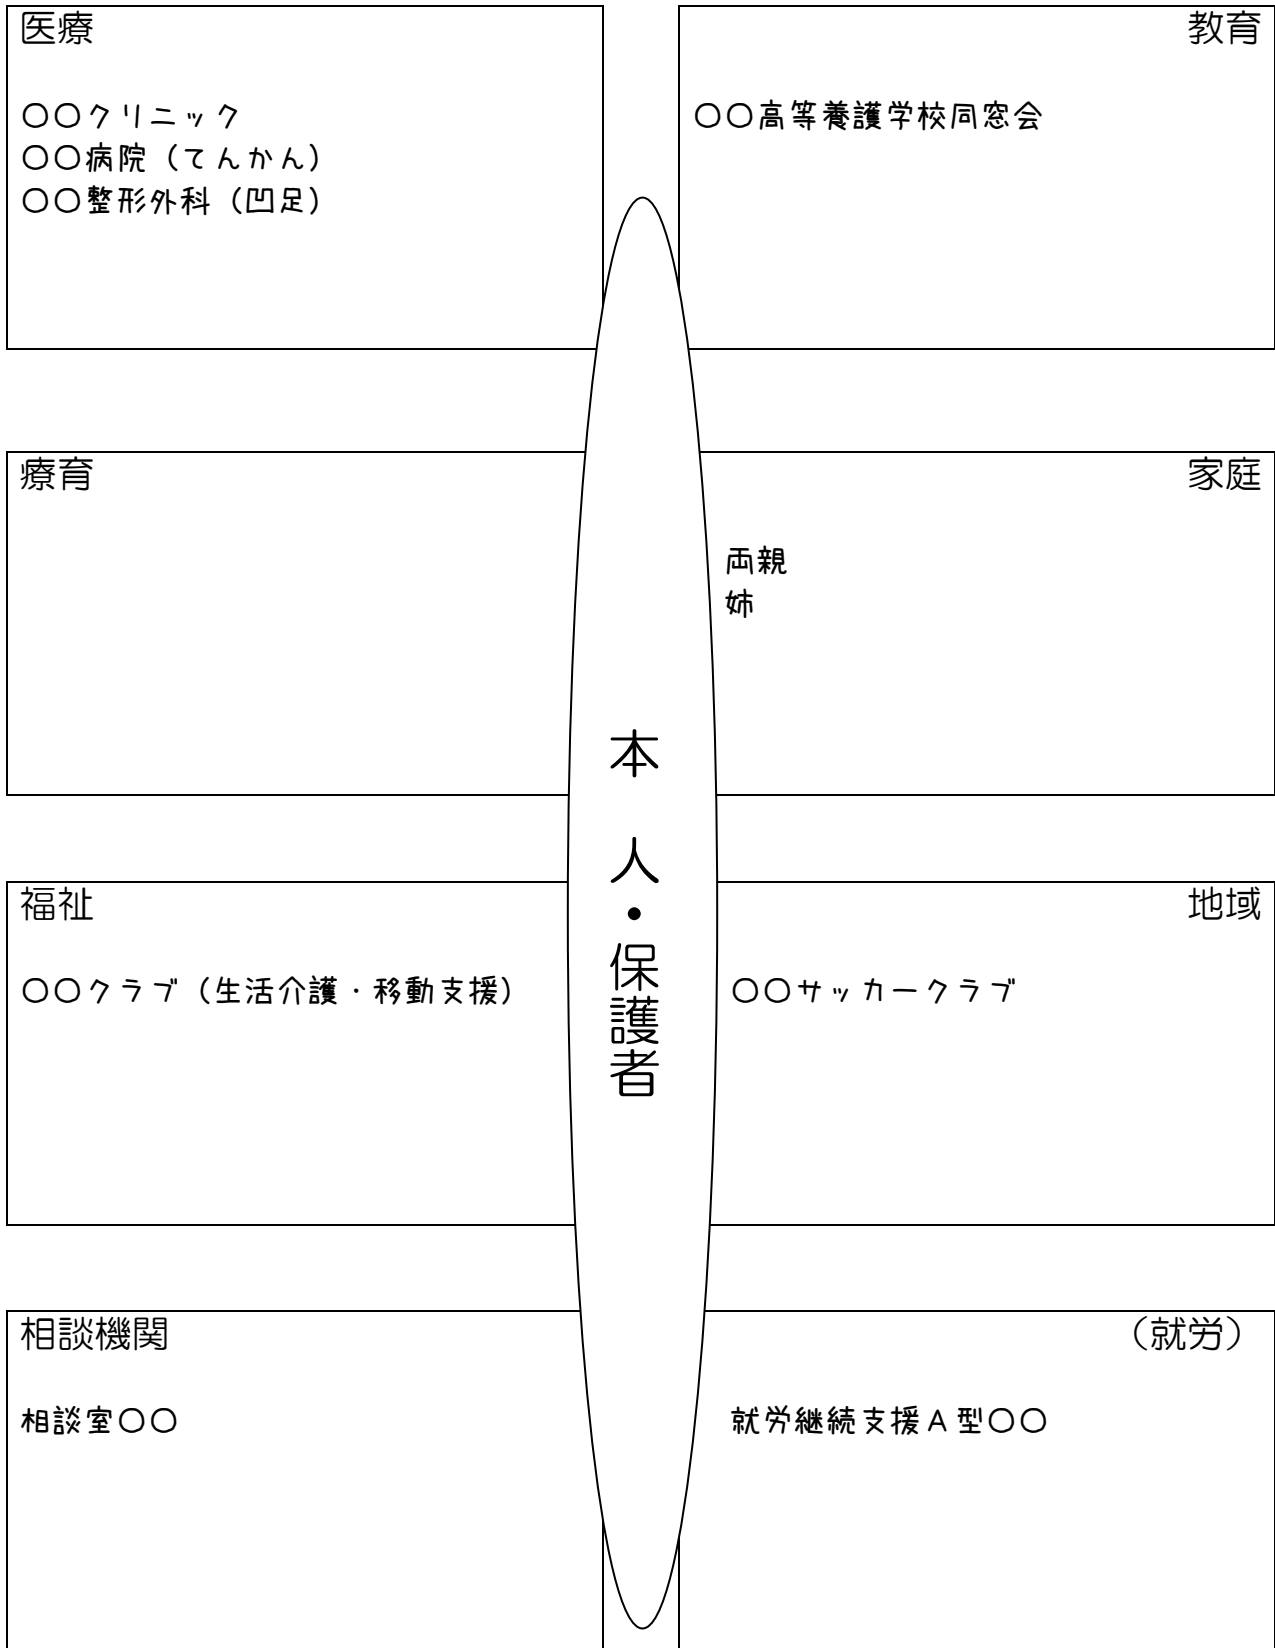 医療
〇〇クリニック
〇〇病院（てんかん）
〇〇整形外科（凹足）
教育
〇〇高等養護学校同窓会
療育
家庭
両親
姉
本　人・保護者
福祉
〇〇クラブ（生活介護・移動支援）
地域
〇〇サッカークラブ
相談機関
相談室〇〇
（就労）
就労継続支援Ａ型〇〇